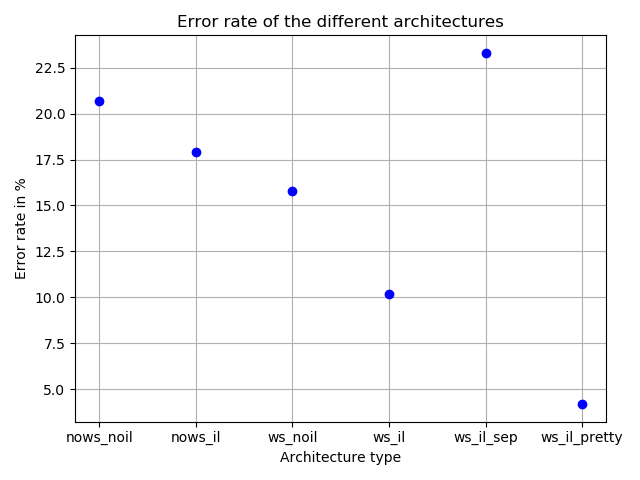 Error rate of the different architectures
Error rate in %
22.5
20.0
17.5
15.0
12.5
10.0
7.5
5.0
nows_noil nows_il ws_noil ws_il ws_il_sep ws_il_pretty
Architecture type